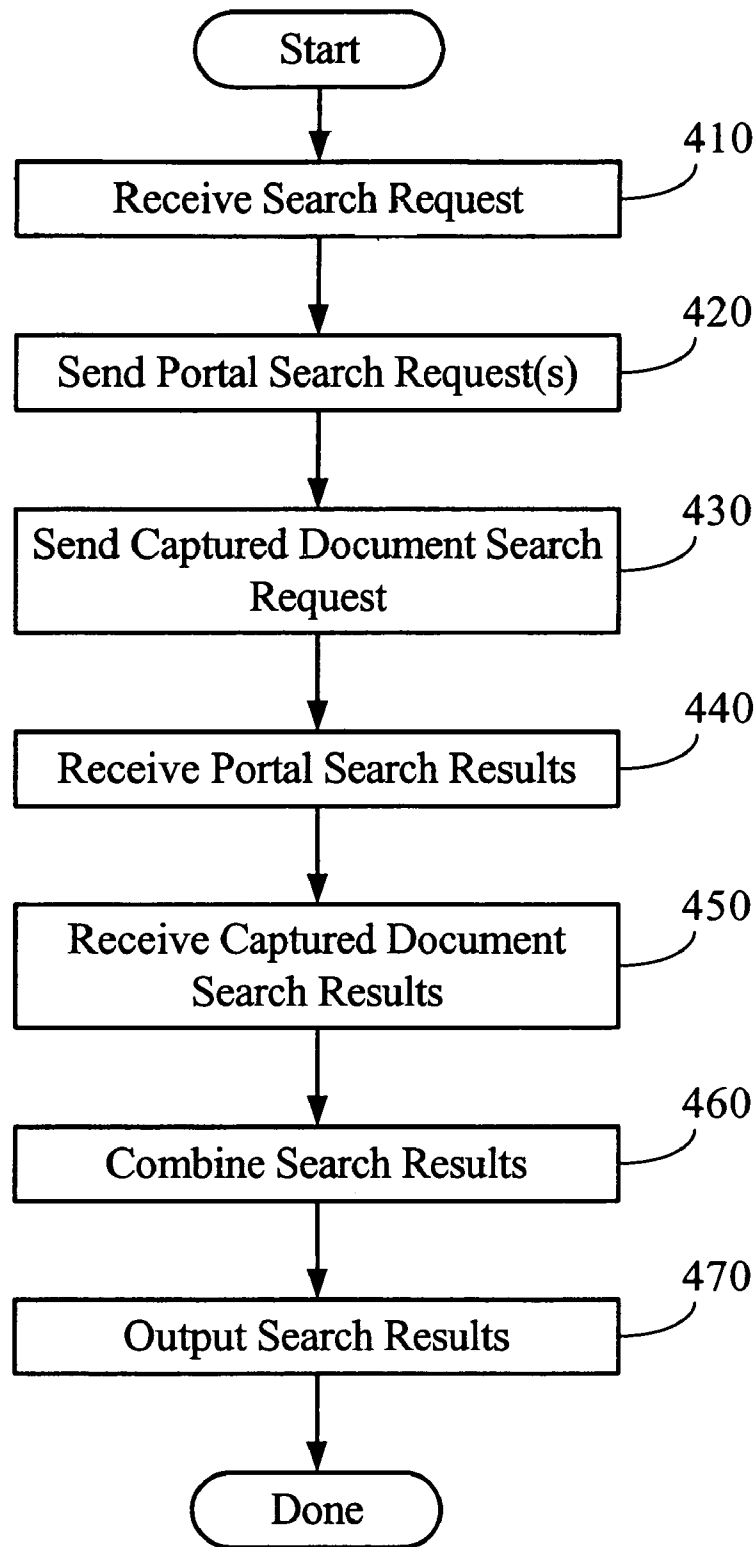 Start
410
Receive Search Request
420
Send Portal Search Request(s)
430
Send Captured Document Search
Request
440
Receive Portal Search Results
450
Receive Captured Document
Search Results
460
Combine Search Results
470
Output Search Results
Done